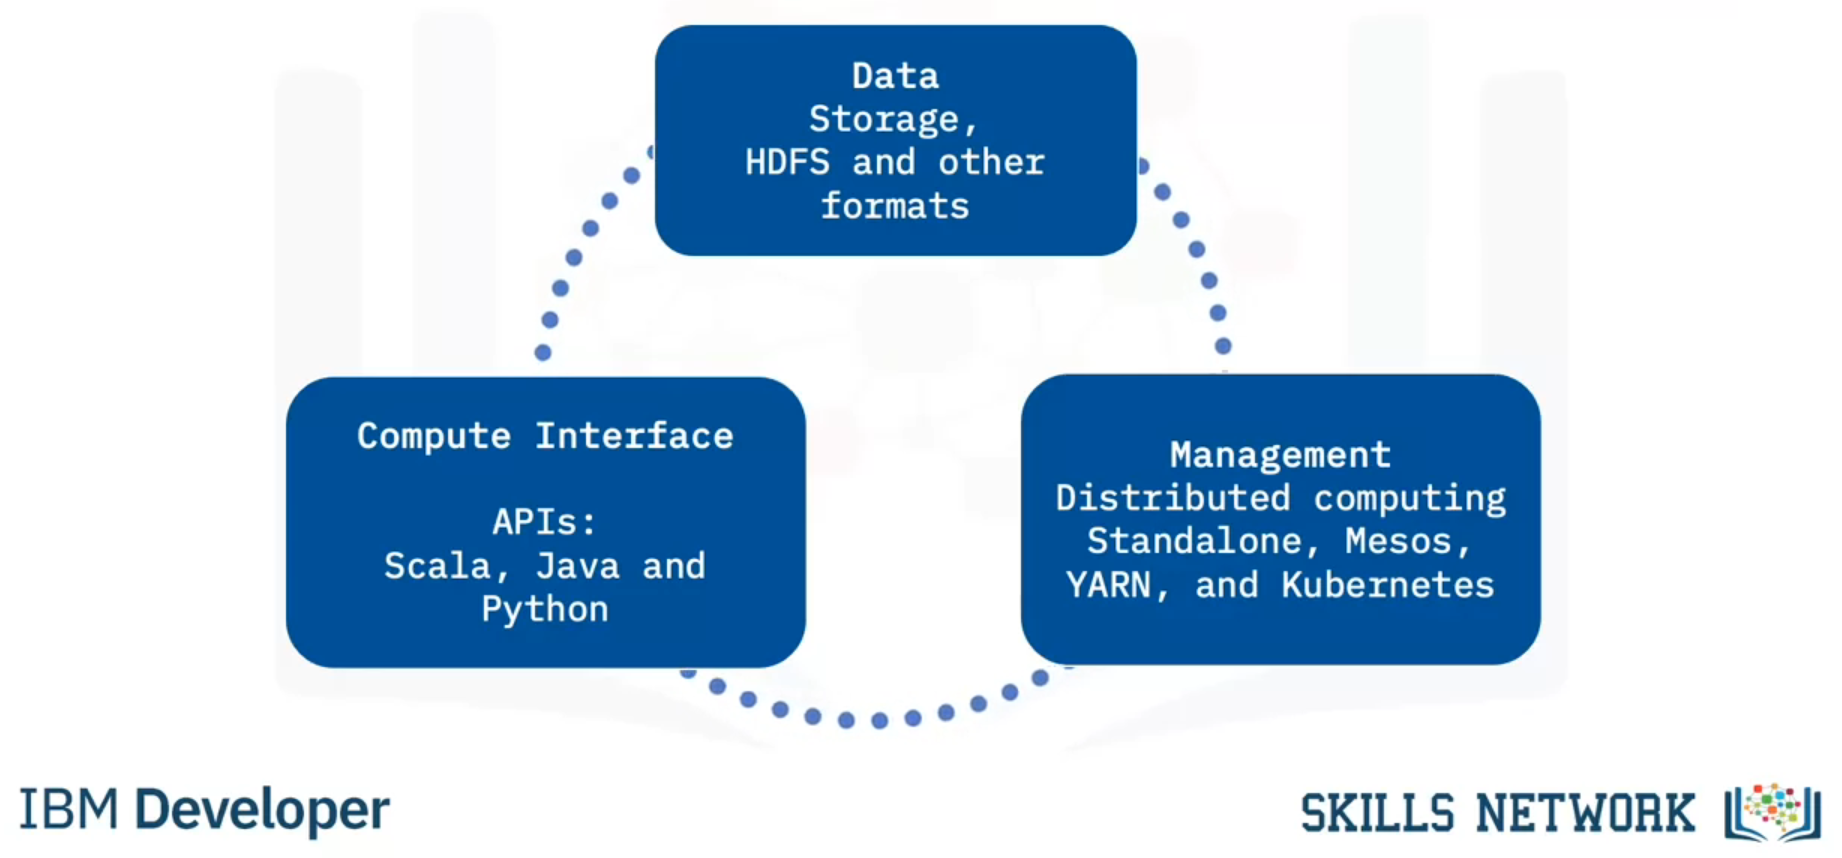 Data
Storage,
HDFS and other
formats
Compute Interface
APIs:
Scala, Java and
Python
Management
Distributed computing
Standalone, Mesos,
YARN, and Kubernetes
IBM Developer
SKILLS NETWORK